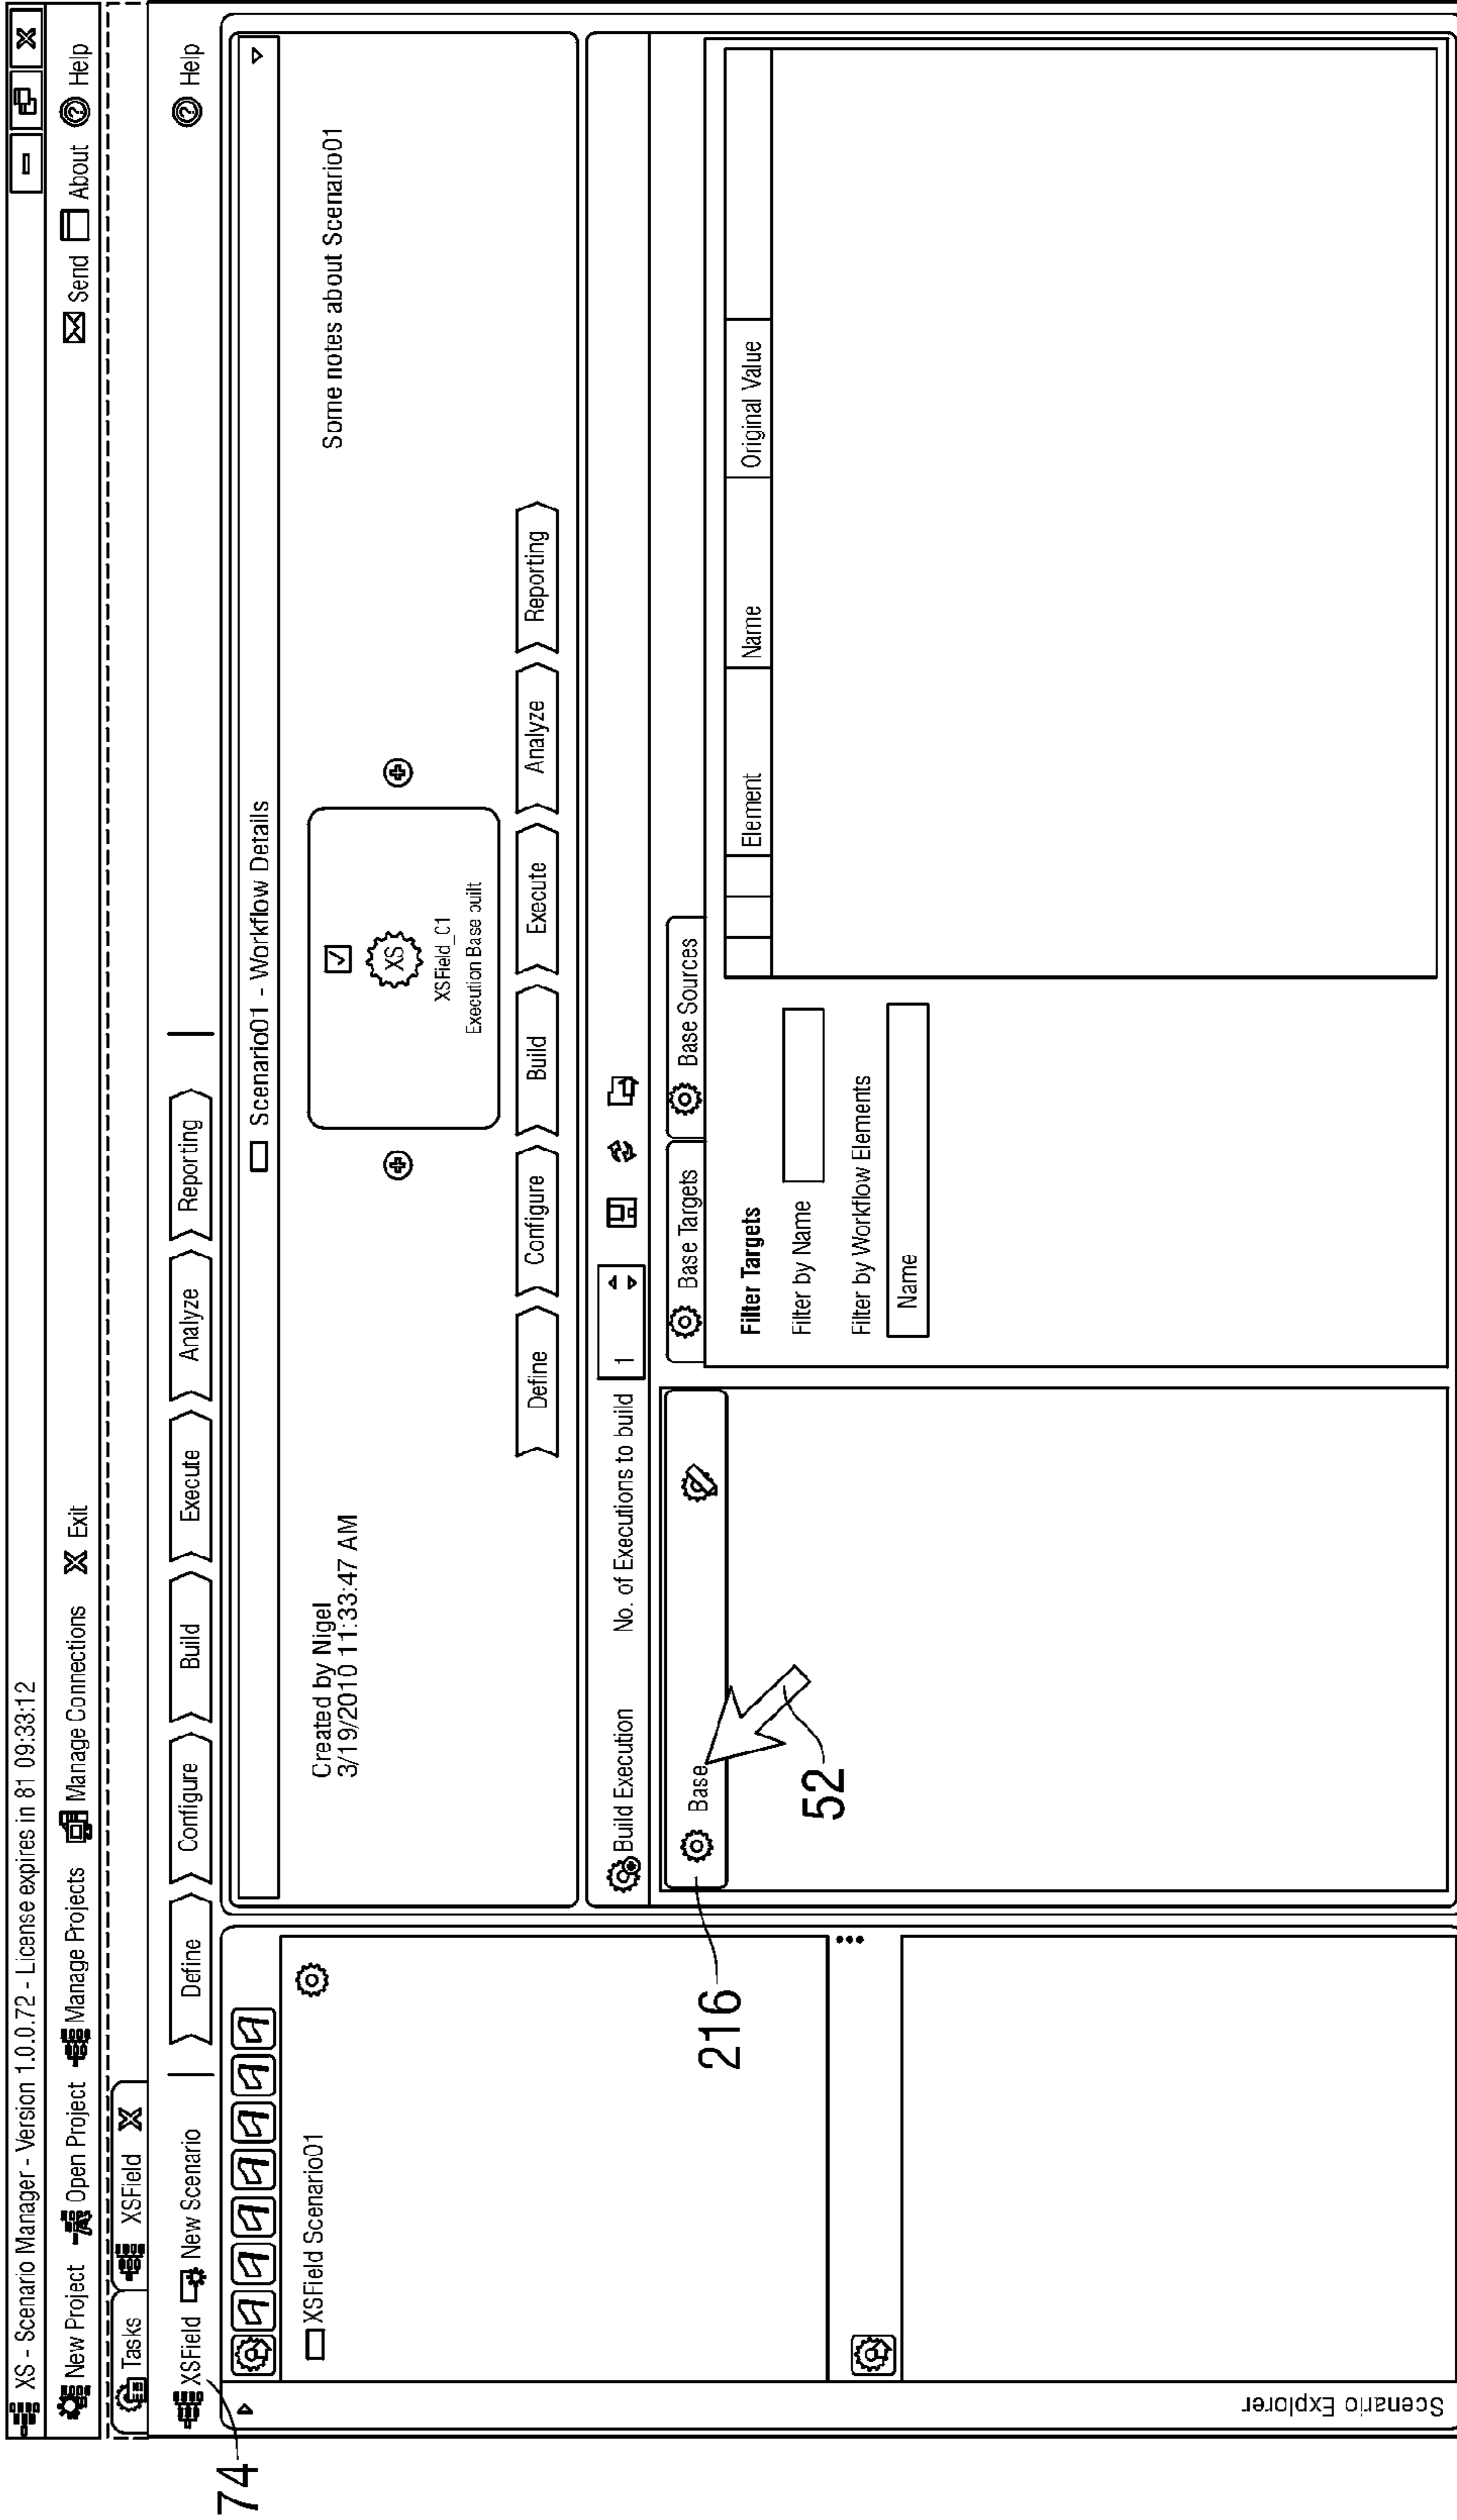 XS - Scenario Manager - Version 1.0.0.72 - License expires in 81 09:33:12
New Project Open Project Manage Projects Manage Connections X Exit Send About ? Help
Tasks XSField X
XSField New Scenario Define Configure Build Execute Analyze Reporting ? Help
74
Scenario01 - Workflow Details
XSField Scenario01
Created by Nigel
3/19/2010 11:33:47 AM
XS
XSField_C1
Execution Base built
Some notes about Scenario01
Define Configure Build Execute Analyze Reporting
Build Execution No. of Executions to build 1
Base
216
52
Base Targets Base Sources
Filter Targets
Filter by Name
Filter by Workflow Elements
Name
Element Name Original Value
Scenario Explorer